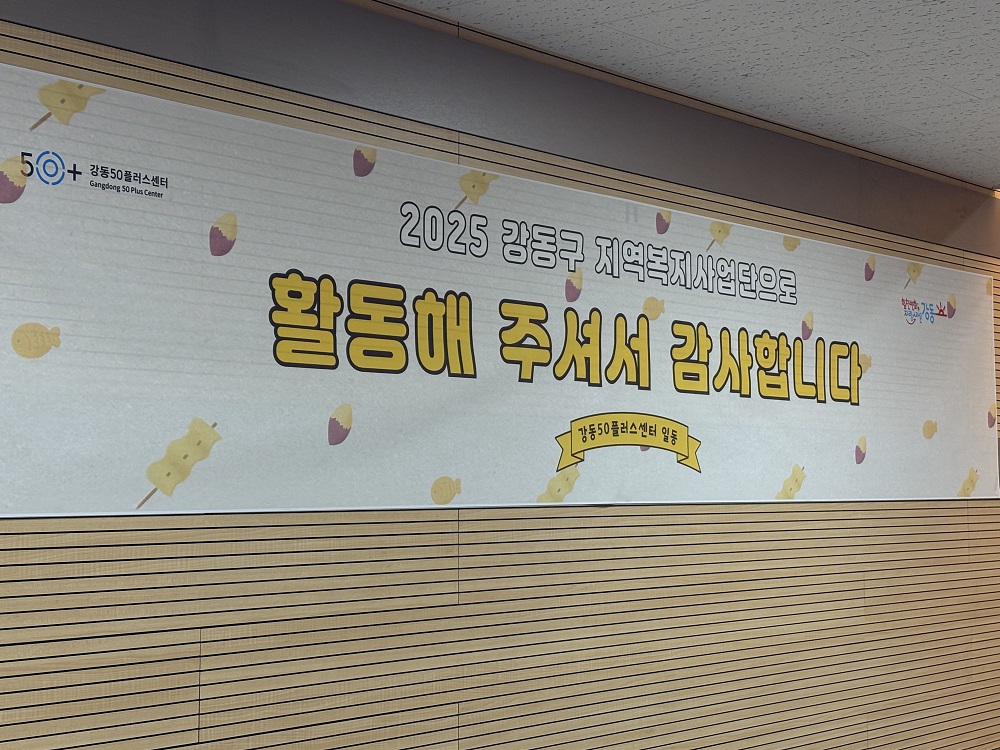 50+ 강동50플러스센터
Gangdong 50 Plus Center
2025 강동구 지역복지사업단으로
활동해 주셔서 감사합니다
강동
강동50플러스센터 일동